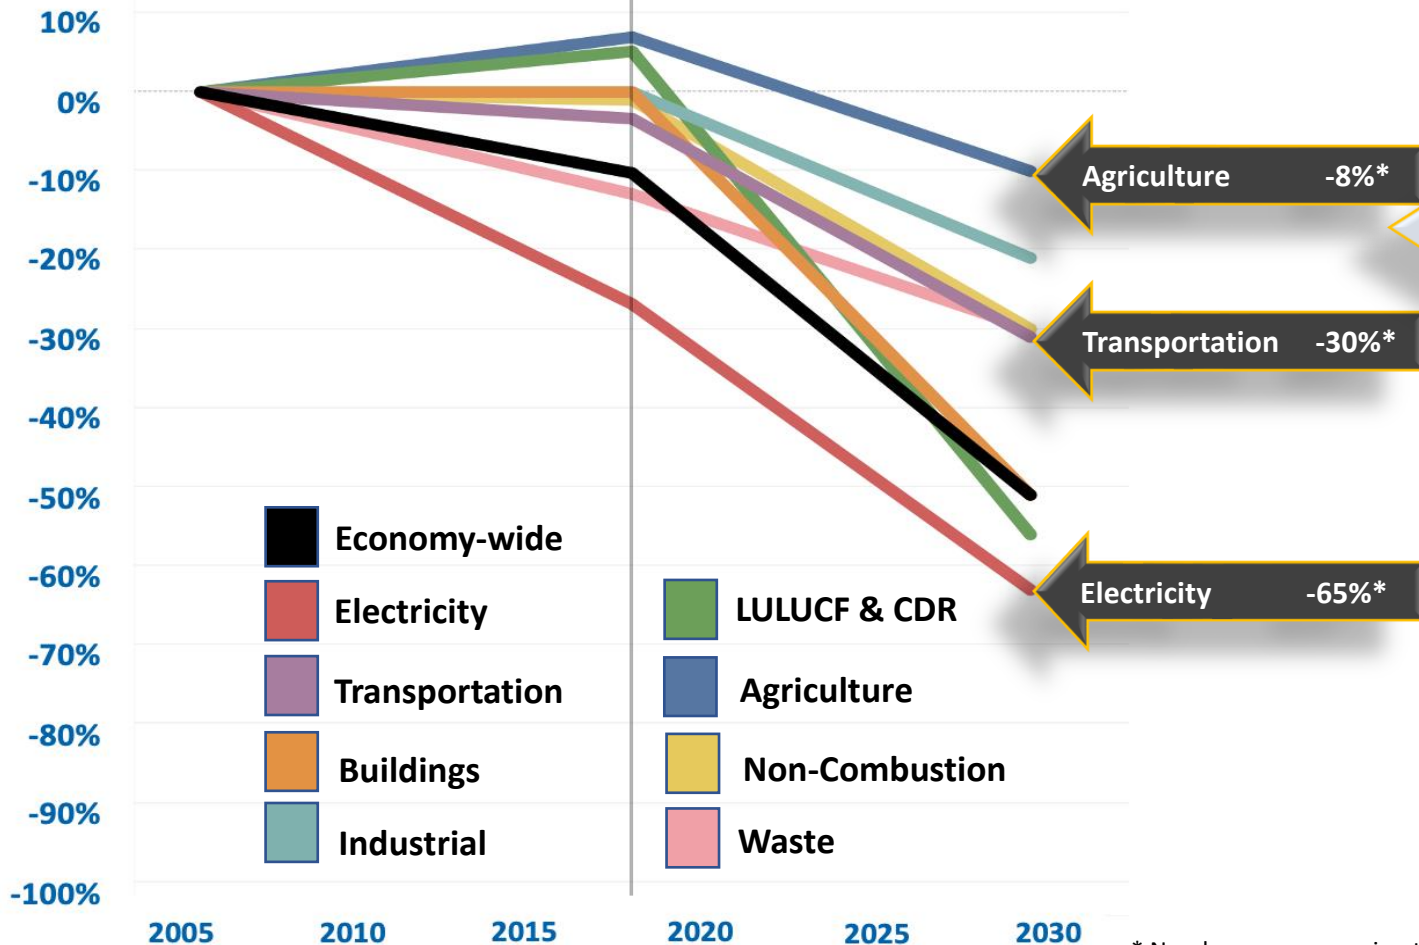 10%
0%
-10%
-20%
-30%
-40%
-50%
-60%
-70%
-80%
-90%
-100%
2005 2010 2015 2020 2025 2030
Agriculture -8%*
Transportation -30%*
Electricity -65%*
Economy-wide
Electricity
Transportation
Buildings
Industrial
LULUCF & CDR
Agriculture
Non-Combustion
Waste